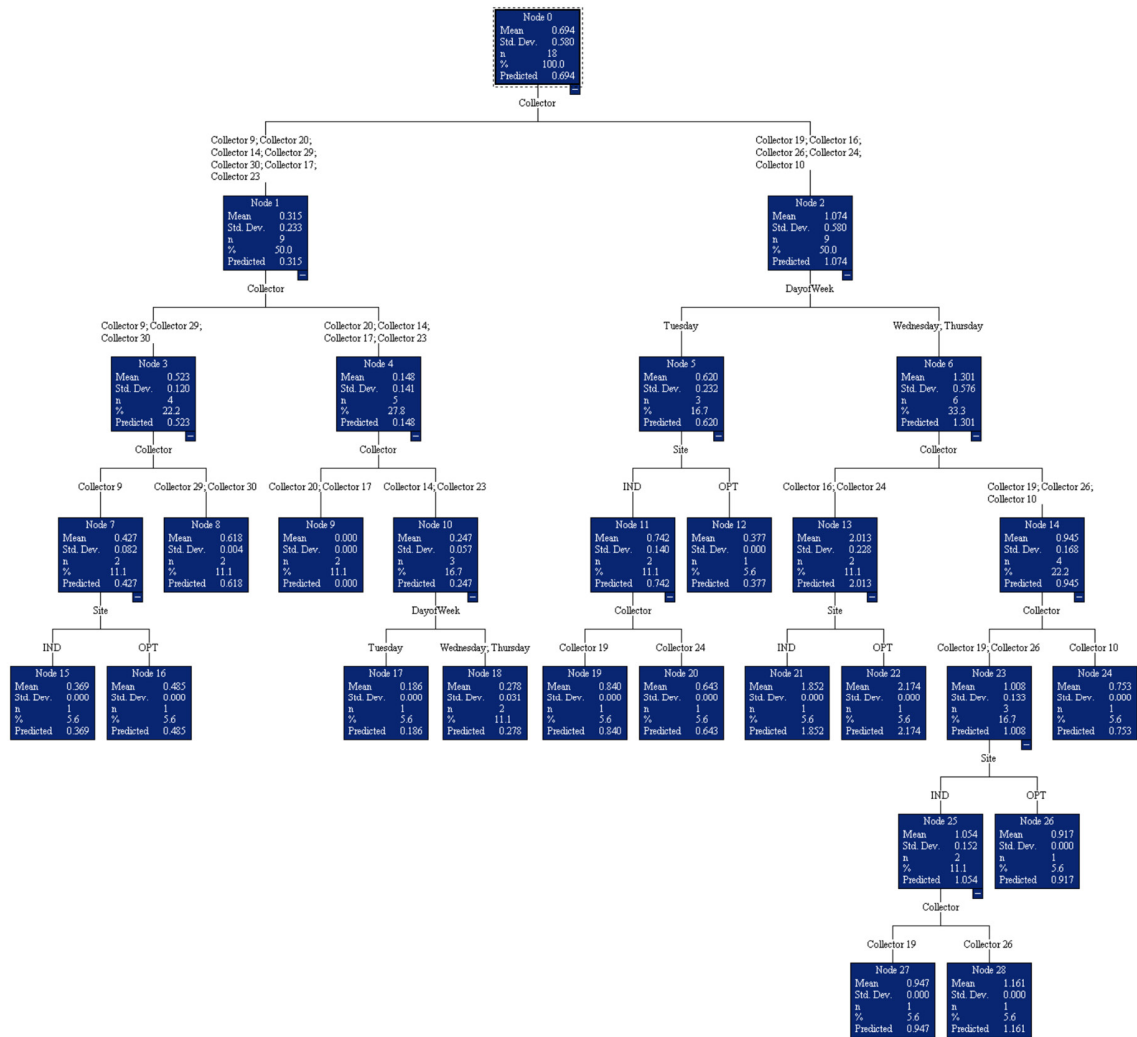 Node 0
Mean 0.694
Std. Dev. 0.580
n 18
% 100.0
Predicted 0.694
Collector
Collector 9; Collector 20;
Collector 14; Collector 29;
Collector 30; Collector 17;
Collector 23
Collector 19; Collector 16;
Collector 26; Collector 24;
Collector 10
Node 1
Mean 0.315
Std. Dev. 0.233
n 9
% 50.0
Predicted 0.315
Node 2
Mean 1.074
Std. Dev. 0.580
n 9
% 50.0
Predicted 1.074
Collector
DayofWeek
Collector 9; Collector 29;
Collector 30
Collector 20; Collector 14;
Collector 17; Collector 23
Tuesday
Wednesday; Thursday
Node 3
Mean 0.523
Std. Dev. 0.120
n 4
% 22.2
Predicted 0.523
Node 4
Mean 0.148
Std. Dev. 0.141
n 5
% 27.8
Predicted 0.148
Node 5
Mean 0.620
Std. Dev. 0.232
n 3
% 16.7
Predicted 0.620
Node 6
Mean 1.301
Std. Dev. 0.576
n 6
% 33.3
Predicted 1.301
Collector
Collector
Site
Collector
Collector 9
Collector 29; Collector 30
Collector 20; Collector 17
Collector 14; Collector 23
IND
OPT
Collector 16; Collector 24
Collector 19; Collector 26;
Collector 10
Node 7
Mean 0.427
Std. Dev. 0.082
n 2
% 11.1
Predicted 0.427
Node 8
Mean 0.618
Std. Dev. 0.004
n 2
% 11.1
Predicted 0.618
Node 9
Mean 0.000
Std. Dev. 0.000
n 2
% 11.1
Predicted 0.000
Node 10
Mean 0.247
Std. Dev. 0.057
n 3
% 16.7
Predicted 0.247
Node 11
Mean 0.742
Std. Dev. 0.140
n 2
% 11.1
Predicted 0.742
Node 12
Mean 0.377
Std. Dev. 0.000
n 1
% 5.6
Predicted 0.377
Node 13
Mean 2.013
Std. Dev. 0.228
n 2
% 11.1
Predicted 2.013
Node 14
Mean 0.945
Std. Dev. 0.168
n 4
% 22.2
Predicted 0.945
Site
DayofWeek
Collector
Site
Collector
IND
OPT
Tuesday
Wednesday; Thursday
Collector 19
Collector 24
IND
OPT
Collector 19; Collector 26
Collector 10
Node 15
Mean 0.369
Std. Dev. 0.000
n 1
% 5.6
Predicted 0.369
Node 16
Mean 0.485
Std. Dev. 0.000
n 1
% 5.6
Predicted 0.485
Node 17
Mean 0.186
Std. Dev. 0.000
n 1
% 5.6
Predicted 0.186
Node 18
Mean 0.278
Std. Dev. 0.031
n 2
% 11.1
Predicted 0.278
Node 19
Mean 0.840
Std. Dev. 0.000
n 1
% 5.6
Predicted 0.840
Node 20
Mean 0.643
Std. Dev. 0.000
n 1
% 5.6
Predicted 0.643
Node 21
Mean 1.852
Std. Dev. 0.000
n 1
% 5.6
Predicted 1.852
Node 22
Mean 2.174
Std. Dev. 0.000
n 1
% 5.6
Predicted 2.174
Node 23
Mean 1.008
Std. Dev. 0.133
n 3
% 16.7
Predicted 1.008
Node 24
Mean 0.753
Std. Dev. 0.000
n 1
% 5.6
Predicted 0.753
Site
IND
OPT
Node 25
Mean 1.054
Std. Dev. 0.152
n 2
% 11.1
Predicted 1.054
Node 26
Mean 0.917
Std. Dev. 0.000
n 1
% 5.6
Predicted 0.917
Collector
Collector 19
Collector 26
Node 27
Mean 0.947
Std. Dev. 0.000
n 1
% 5.6
Predicted 0.947
Node 28
Mean 1.161
Std. Dev. 0.000
n 1
% 5.6
Predicted 1.161